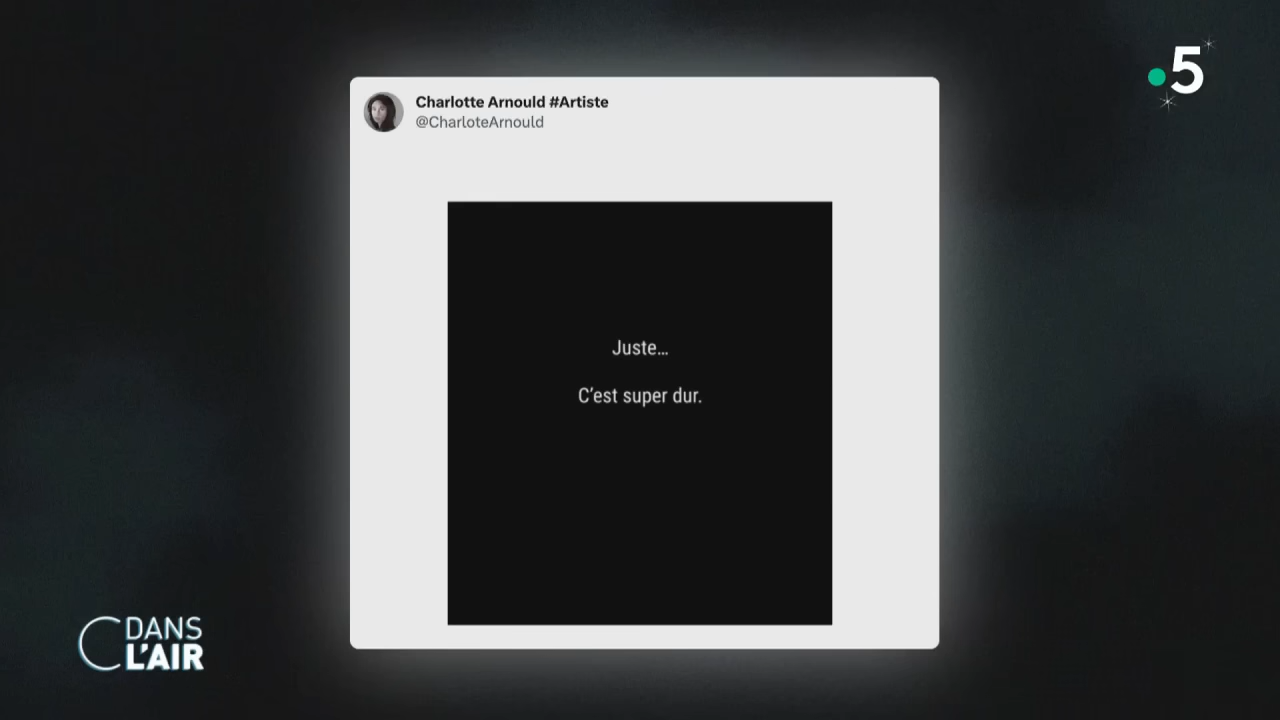 Charlotte Arnould #Artiste
@CharloteArnould
5
Juste…
C'est super dur.
C DANS
L'AIR